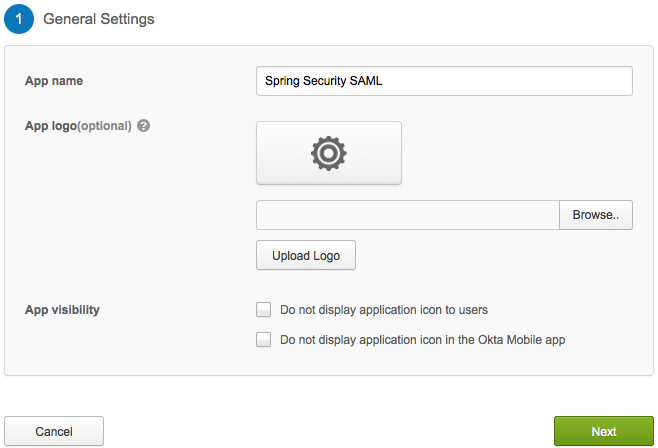 1 General Settings
App name Spring Security SAML
App logo(optional) ?
Browse..
Upload Logo
App visibility Do not display application icon to users
Do not display application icon in the Okta Mobile app
Cancel Next